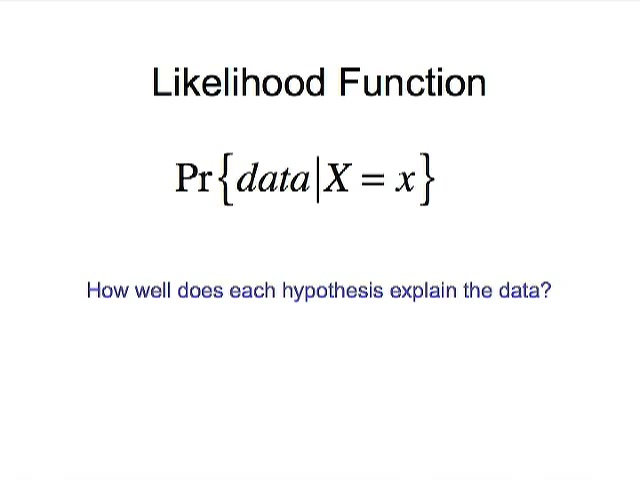 Likelihood Function
Pr{data|X = x}
How well does each hypothesis explain the data?